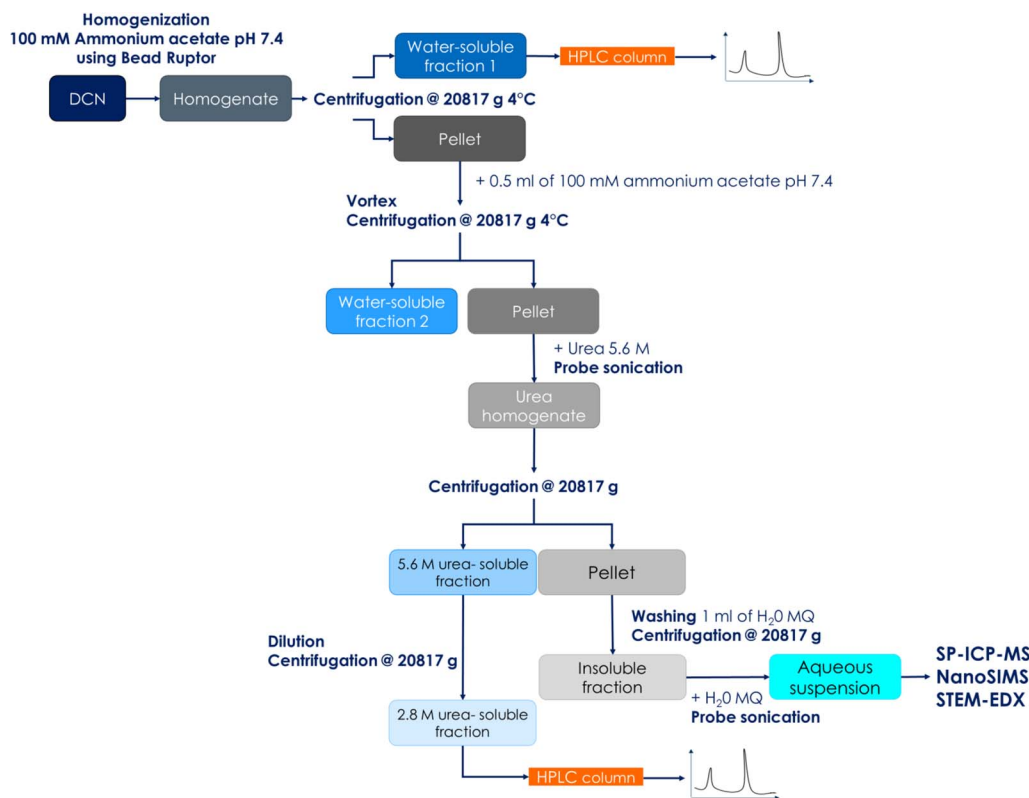 Homogenization
100 mM Ammonium acetate pH 7.4
using Bead Ruptor
Water-soluble
fraction 1
HPLC column
DCN
Homogenate
Centrifugation @ 20817 g 4°C
Pellet
+ 0.5 ml of 100 mM ammonium acetate pH 7.4
Vortex
Centrifugation @ 20817 g 4°C
Water-soluble
fraction 2
Pellet
+ Urea 5.6 M
Probe sonication
Urea
homogenate
Centrifugation @ 20817 g
5.6 M urea- soluble
fraction
Pellet
Washing 1 ml of H₂0 MQ
Centrifugation @ 20817 g
Dilution
Centrifugation @ 20817 g
Insoluble
fraction
Aqueous
suspension
SP-ICP-MS
NanoSIMS
STEM-EDX
+ H₂0 MQ
Probe sonication
2.8 M urea- soluble
fraction
HPLC column